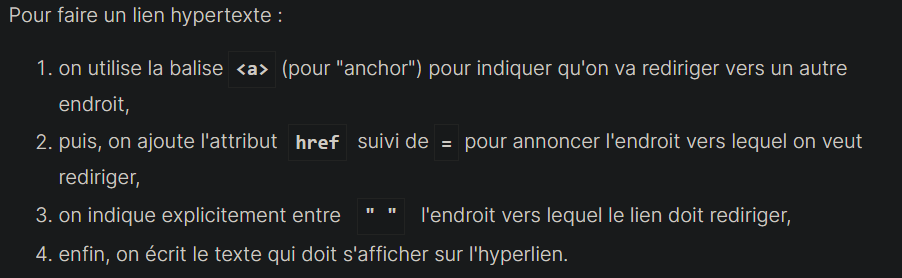 Pour faire un lien hypertexte :
1. on utilise la balise <a> (pour "anchor") pour indiquer qu'on va rediriger vers un autre
endroit,
2. puis, on ajoute l'attribut href suivi de = pour annoncer l'endroit vers lequel on veut
rediriger,
3. on indique explicitement entre " " l'endroit vers lequel le lien doit rediriger,
4. enfin, on écrit le texte qui doit s'afficher sur l'hyperlien.